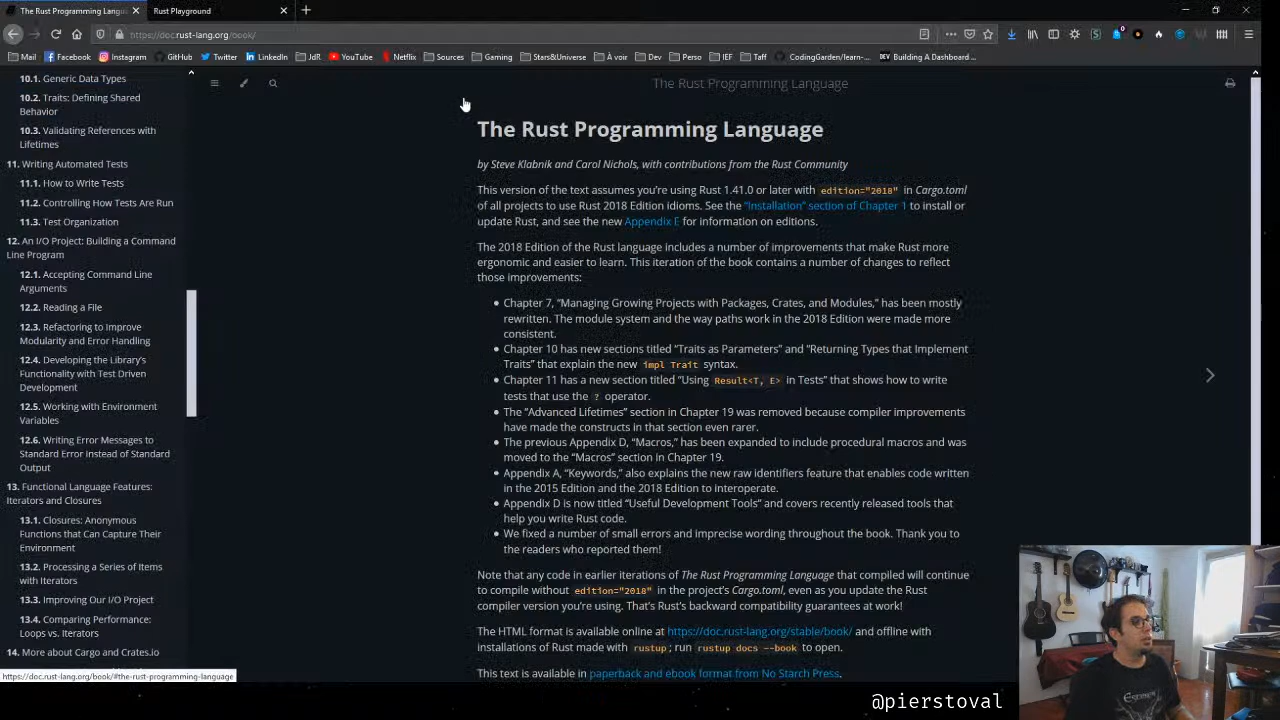 The Rust Programming Langu
Rust Playground
https://doc.rust-lang.org/book/
Mail
Facebook
Instagram
GitHub
Twitter
LinkedIn
JdR
YouTube
Netflix
Sources
Gaming
Stars&Universe
À voir
Dev
Perso
IEF
Taff
CodingGarden/learn-...
DEV Building A Dashboard ...
The Rust Programming Language
10.1. Generic Data Types
10.2. Traits: Defining Shared
Behavior
10.3. Validating References with
Lifetimes
11. Writing Automated Tests
11.1. How to Write Tests
11.2. Controlling How Tests Are Run
11.3. Test Organization
12. An I/O Project: Building a Command
Line Program
12.1. Accepting Command Line
Arguments
12.2. Reading a File
12.3. Refactoring to Improve
Modularity and Error Handling
12.4. Developing the Library's
Functionality with Test Driven
Development
12.5. Working with Environment
Variables
12.6. Writing Error Messages to
Standard Error Instead of Standard
Output
13. Functional Language Features:
Iterators and Closures
13.1. Closures: Anonymous
Functions that Can Capture Their
Environment
13.2. Processing a Series of Items
with Iterators
13.3. Improving Our I/O Project
13.4. Comparing Performance:
Loops vs. Iterators
14. More about Cargo and Crates.io
https://doc.rust-lang.org/book/#the-rust-programming-language
The Rust Programming Language
by Steve Klabnik and Carol Nichols, with contributions from the Rust Community
This version of the text assumes you're using Rust 1.41.0 or later with edition="2018" in Cargo.toml
of all projects to use Rust 2018 Edition idioms. See the "Installation" section of Chapter 1 to install or
update Rust, and see the new Appendix E for information on editions.
The 2018 Edition of the Rust language includes a number of improvements that make Rust more
ergonomic and easier to learn. This iteration of the book contains a number of changes to reflect
those improvements:
• Chapter 7, "Managing Growing Projects with Packages, Crates, and Modules," has been mostly
rewritten. The module system and the way paths work in the 2018 Edition were made more
consistent.
• Chapter 10 has new sections titled "Traits as Parameters" and "Returning Types that Implement
Traits" that explain the new impl Trait syntax.
• Chapter 11 has a new section titled "Using Result<T, E> in Tests" that shows how to write
tests that use the ? operator.
• The "Advanced Lifetimes" section in Chapter 19 was removed because compiler improvements
have made the constructs in that section even rarer.
• The previous Appendix D, "Macros," has been expanded to include procedural macros and was
moved to the "Macros" section in Chapter 19.
• Appendix A, "Keywords," also explains the new raw identifiers feature that enables code written
in the 2015 Edition and the 2018 Edition to interoperate.
• Appendix D is now titled "Useful Development Tools" and covers recently released tools that
help you write Rust code.
• We fixed a number of small errors and imprecise wording throughout the book. Thank you to
the readers who reported them!
Note that any code in earlier iterations of The Rust Programming Language that compiled will continue
to compile without edition="2018" in the project's Cargo.toml, even as you update the Rust
compiler version you're using. That's Rust's backward compatibility guarantees at work!
The HTML format is available online at https://doc.rust-lang.org/stable/book/ and offline with
installations of Rust made with rustup; run rustup docs --book to open.
This text is available in paperback and ebook format from No Starch Press.
@pierstoval